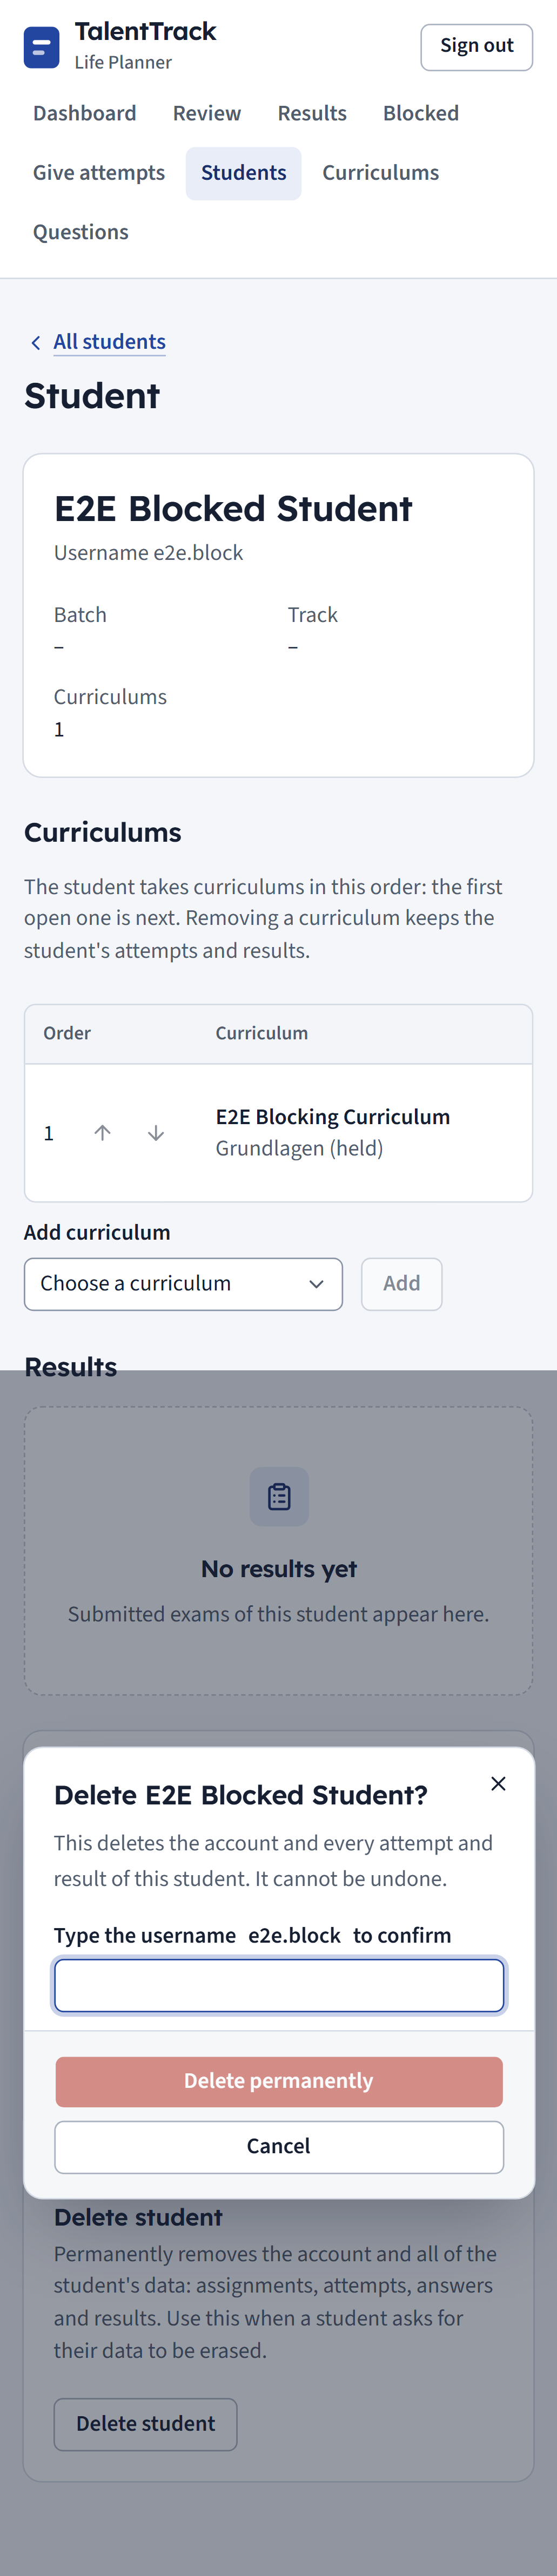 TalentTrack
Life Planner
Sign out
Dashboard
Review
Results
Blocked
Give attempts
Students
Curriculums
Questions
All students
Student
E2E Blocked Student
Username e2e.block
Batch
Track
–
–
Curriculums
1
Curriculums
The student takes curriculums in this order: the first
open one is next. Removing a curriculum keeps the
student's attempts and results.
Order
Curriculum
1
E2E Blocking Curriculum
Grundlagen (held)
Add curriculum
Choose a curriculum
Add
Results
No results yet
Submitted exams of this student appear here.
Delete E2E Blocked Student?
This deletes the account and every attempt and
result of this student. It cannot be undone.
Type the username e2e.block to confirm
Delete permanently
Cancel
Delete student
Permanently removes the account and all of the
student's data: assignments, attempts, answers
and results. Use this when a student asks for
their data to be erased.
Delete student